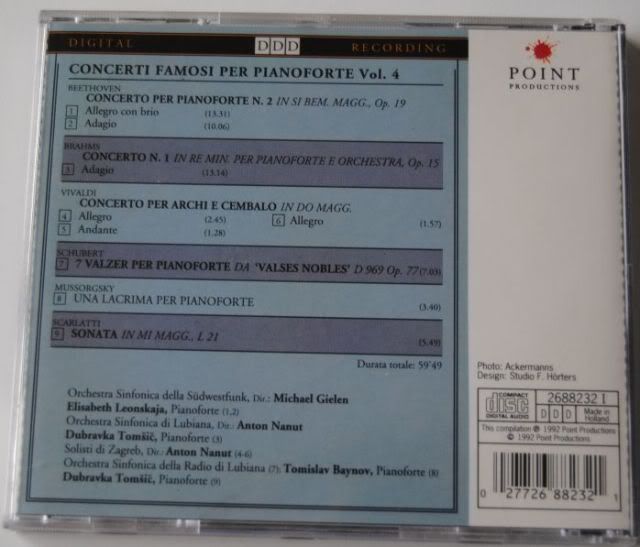 DIGITAL DDD RECORDING
CONCERTI FAMOSI PER PIANOFORTE Vol. 4
BEETHOVEN
CONCERTO PER PIANOFORTE N. 2 IN SI BEM. MAGG., Op. 19
1 Allegro con brio (13.31)
2 Adagio (10.06)
BRAHMS
CONCERTO N. 1 IN RE MIN. PER PIANOFORTE E ORCHESTRA, Op. 15
3 Adagio (13.14)
VIVALDI
CONCERTO PER ARCHI E CEMBALO IN DO MAGG.
4 Allegro (2.45) 6 Allegro (1.57)
5 Andante (1.28)
SCHUBERT
7 7 VALZER PER PIANOFORTE DA 'VALSES NOBLES' D 969 Op. 77 (7.03)
MUSSORGSKY
8 UNA LACRIMA PER PIANOFORTE (3.40)
SCARLATTI
9 SONATA IN MI MAGG., L 21 (5.49)
Durata totale: 59'49
Orchestra Sinfonica della Südwestfunk, Dir.: Michael Gielen
Elisabeth Leonskaja, Pianoforte (1,2)
Orchestra Sinfonica di Lubiana, Dir.: Anton Nanut
Dubravka Tomšič, Pianoforte (3)
Solisti di Zagreb, Dir.: Anton Nanut (4-6)
Orchestra Sinfonica della Radio di Lubiana (7); Tomislav Baynov, Pianoforte (8)
Dubravka Tomšič, Pianoforte (9)
POINT
PRODUCTIONS
Photo: Ackermanns
Design: Studio F. Hörters
COMPACT disc DIGITAL AUDIO
2688232 I
DDD Made in Holland
This compilation ℗ 1992 Point Productions
© 1992 Point Productions
0 27726 88232 1